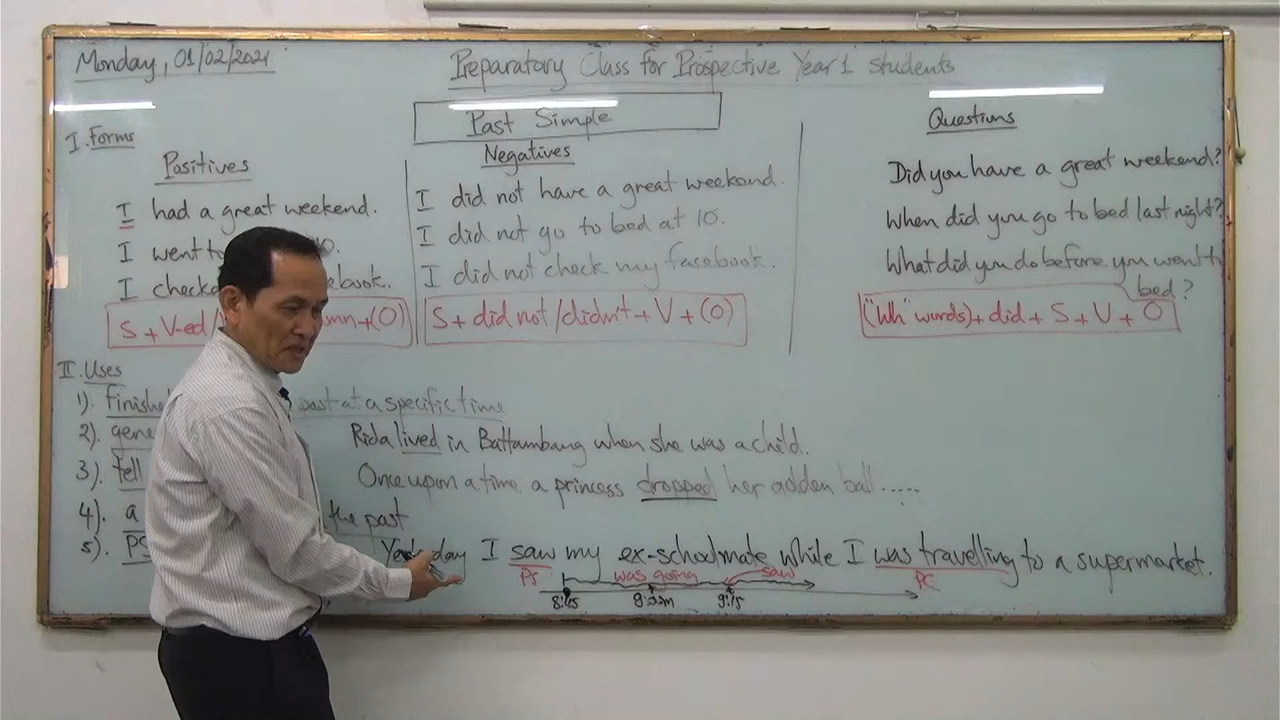 Monday, 01/02/2021
Preparatory Class for Prospective Year 1 Students
Past Simple
I. Forms
Positives
I had a great weekend.
I went to 10.
I checked ebook.
S + V-ed / + (O)
Negatives
I did not have a great weekend.
I did not go to bed at 10.
I did not check my facebook.
S + did not /didn't + V + (O)
Questions
Did you have a great weekend?
When did you go to bed last night?
What did you do before you went to
bed?
("Wh" words) + did + S + V + O
II. Uses
1). Finishe past at a specific time
2). gene Rida lived in Battambang when she was a child.
3). tell Once upon a time a princess dropped her ball .....
4). a the past
5). PS Yesterday I saw my ex-schoolmate while I was travelling to a supermarket.
PS was going saw PC
8:15 9:15